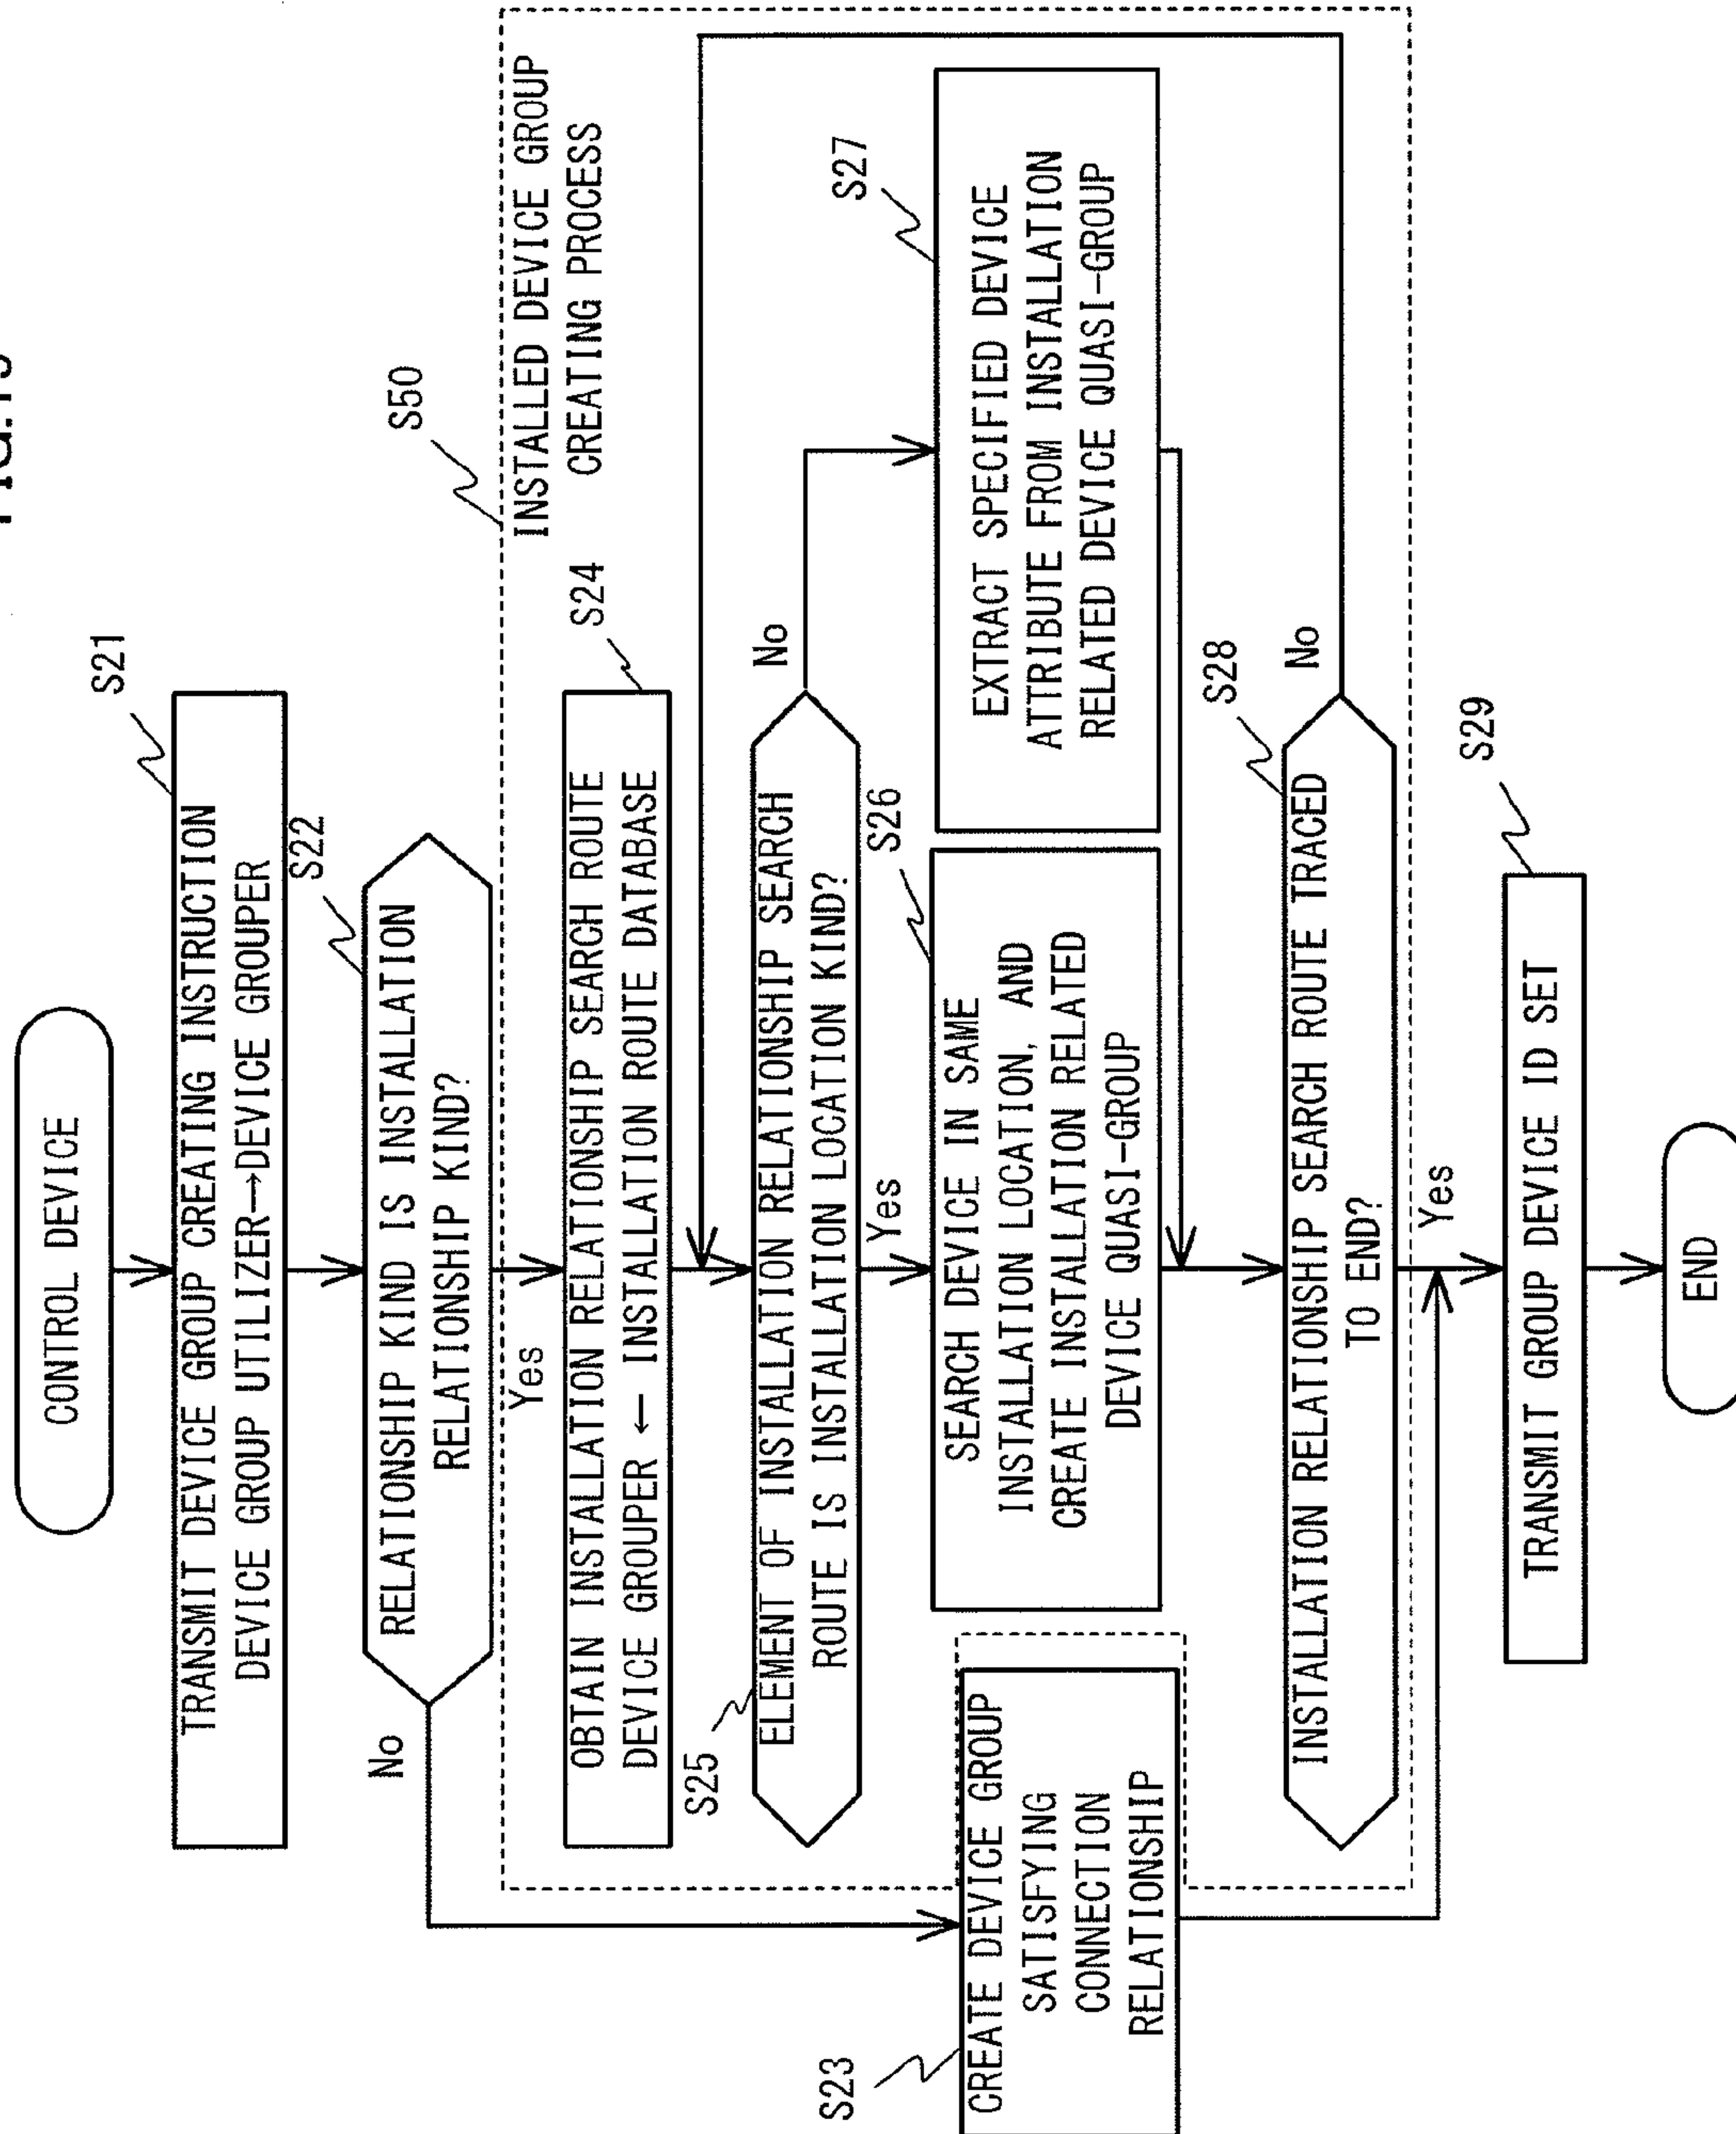 CONTROL DEVICE
S21
TRANSMIT DEVICE GROUP CREATING INSTRUCTION
DEVICE GROUP UTILIZER→DEVICE GROUPER
S22
RELATIONSHIP KIND IS INSTALLATION
RELATIONSHIP KIND?
No
Yes
S50
INSTALLED DEVICE GROUP
CREATING PROCESS
S24
OBTAIN INSTALLATION RELATIONSHIP SEARCH ROUTE
DEVICE GROUPER ← INSTALLATION ROUTE DATABASE
S25
ELEMENT OF INSTALLATION RELATIONSHIP SEARCH
ROUTE IS INSTALLATION LOCATION KIND?
No
Yes
S23
CREATE DEVICE GROUP
SATISFYING
CONNECTION
RELATIONSHIP
S26
SEARCH DEVICE IN SAME
INSTALLATION LOCATION, AND
CREATE INSTALLATION RELATED
DEVICE QUASI-GROUP
S27
EXTRACT SPECIFIED DEVICE
ATTRIBUTE FROM INSTALLATION
RELATED DEVICE QUASI-GROUP
S28
INSTALLATION RELATIONSHIP SEARCH ROUTE TRACED
TO END?
No
Yes
S29
TRANSMIT GROUP DEVICE ID SET
END